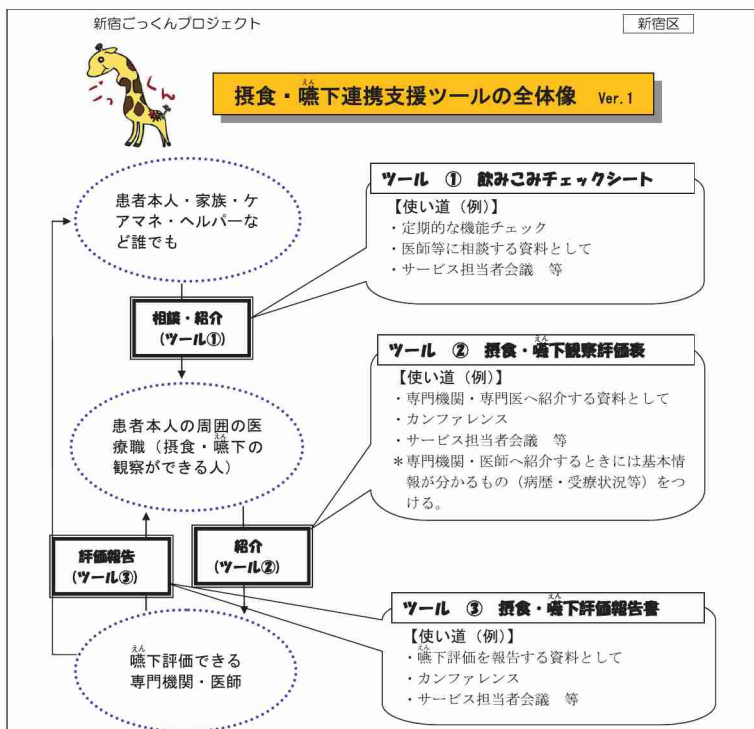 新宿ごっくんプロジェクト
新宿区
ごっくん
摂食・嚥下連携支援ツールの全体像 Ver.1
えん
患者本人・家族・ケ
アマネ・ヘルパーな
ど誰でも
ツール ① 飲みこみチェックシート
【使い道（例）】
・定期的な機能チェック
・医師等に相談する資料として
・サービス担当者会議 等
相談・紹介
(ツール①)
ツール ② 摂食・嚥下観察評価表
えん
【使い道（例）】
・専門機関・専門医へ紹介する資料として
・カンファレンス
・サービス担当者会議 等
＊専門機関・医師へ紹介するときには基本情
報が分かるもの（病歴・受療状況等）をつ
ける。
患者本人の周囲の医
療職（摂食・嚥下の
えん
観察ができる人）
評価報告
(ツール③)
紹介
(ツール②)
ツール ③ 摂食・嚥下評価報告書
えん
【使い道（例）】
・嚥下評価を報告する資料として
えん
・カンファレンス
・サービス担当者会議 等
えん
嚥下評価できる
専門機関・医師